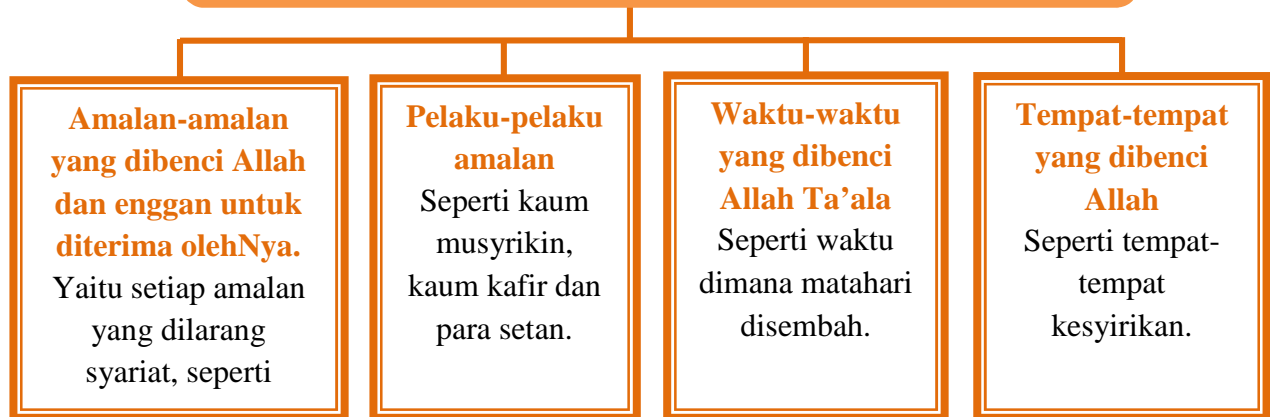 Amalan-amalan
yang dibenci Allah
dan enggan untuk
diterima olehNya.
Yaitu setiap amalan
yang dilarang
syariat, seperti
Pelaku-pelaku
amalan
Seperti kaum
musyrikin,
kaum kafir dan
para setan.
Waktu-waktu
yang dibenci
Allah Ta’ala
Seperti waktu
dimana matahari
disembah.
Tempat-tempat
yang dibenci
Allah
Seperti tempat-
tempat
kesyirikan.